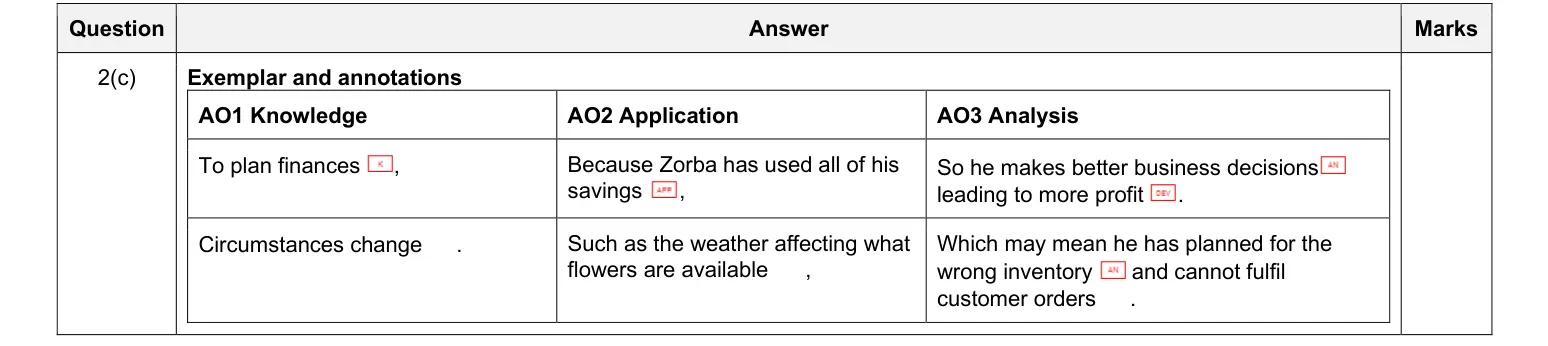 Question Answer Marks
2(c) Exemplar and annotations
AO1 Knowledge AO2 Application AO3 Analysis
To plan finances K , Because Zorba has used all of his So he makes better business decisions AN
savings APP , leading to more profit DEV .
Circumstances change . Such as the weather affecting what Which may mean he has planned for the
flowers are available , wrong inventory AN and cannot fulfil
customer orders .